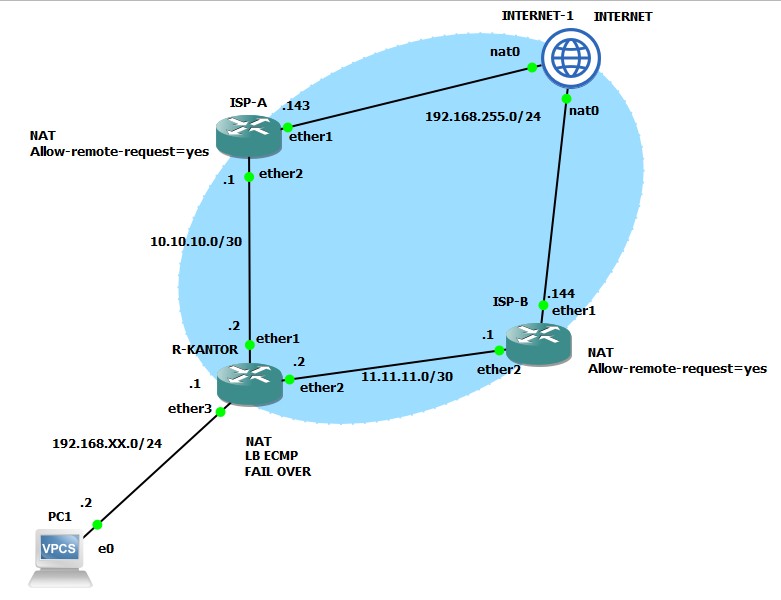 INTERNET-1
INTERNET
nat0
ISP-A
.143
192.168.255.0/24
nat0
NAT
Allow-remote-request=yes
ether1
.1
ether2
10.10.10.0/30
ISP-B
.144
ether1
.2
ether1
R-KANTOR
.2
.1
NAT
Allow-remote-request=yes
ether2
11.11.11.0/30
ether2
.1
ether3
192.168.XX.0/24
NAT
LB ECMP
FAIL OVER
.2
PC1
VPCS
e0